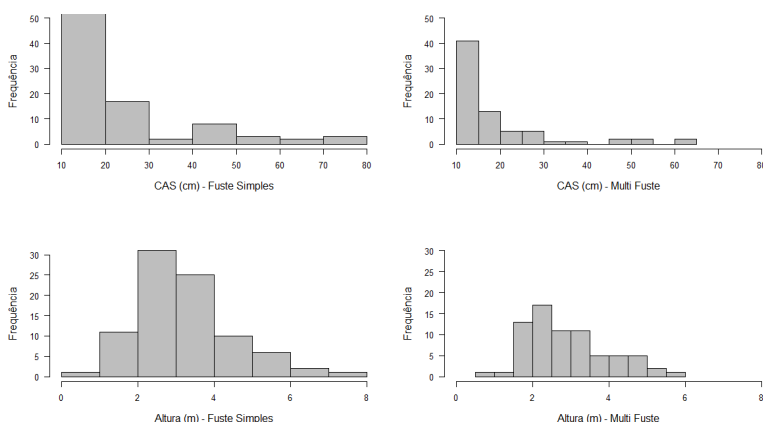 Frequência
50
40
30
20
10
0
10 20 30 40 50 60 70 80
CAS (cm) - Fuste Simples
Frequência
50
40
30
20
10
0
10 20 30 40 50 60 70 80
CAS (cm) - Multi Fuste
Frequência
30
25
20
15
10
5
0
0 2 4 6 8
Altura (m) - Fuste Simples
Frequência
30
25
20
15
10
5
0
0 2 4 6 8
Altura (m) - Multi Fuste